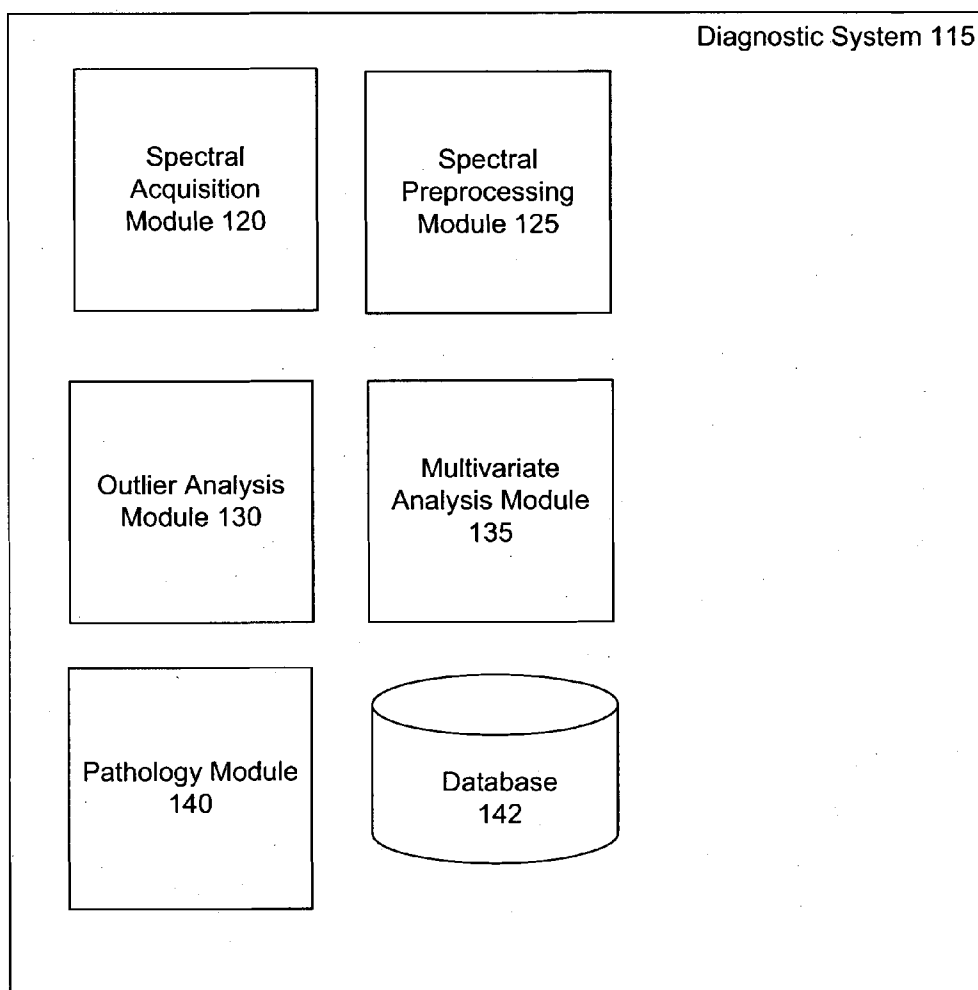 Diagnostic System 115
Spectral
Acquisition
Module 120
Spectral
Preprocessing
Module 125
Outlier Analysis
Module 130
Multivariate
Analysis Module
135
Pathology Module
140
Database
142